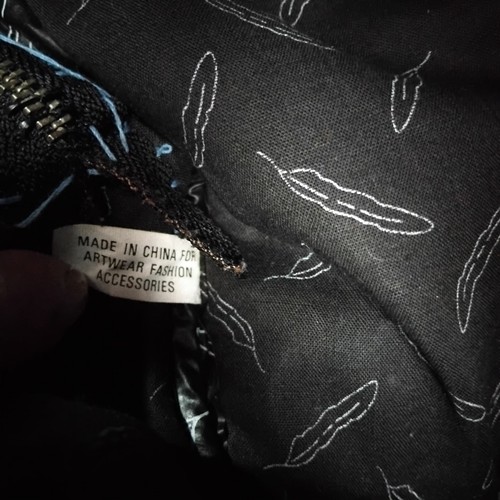 MADE IN CHINA FOR
ARTWEAR FASHION
ACCESSORIES